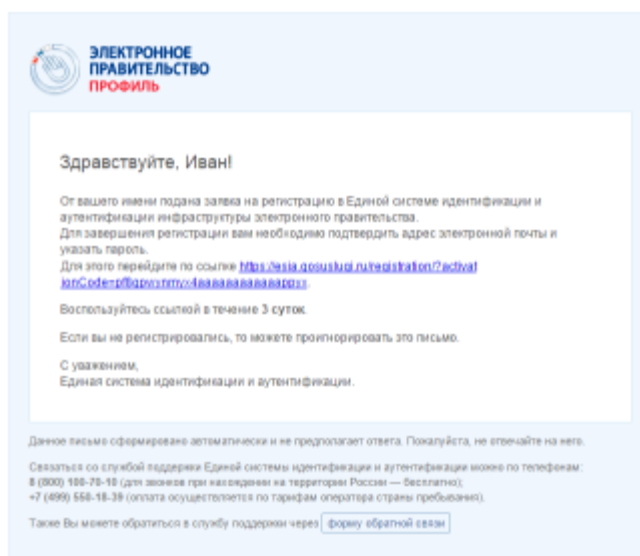 ЭЛЕКТРОННОЕ
ПРАВИТЕЛЬСТВО
ПРОФИЛЬ
Здравствуйте, Иван!
От вашего имени подана заявка на регистрацию в Единой системе идентификации и
аутентификации инфраструктуры электронного правительства.
Для завершения регистрации вам необходимо подтвердить адрес электронной почты и
указать пароль.
Для этого перейдите по ссылке https://esia.gosuslugi.ru/registration/?activat
Воспользуйтесь ссылкой в течение 3 суток.
Если вы не регистрировались, то можете проигнорировать это письмо.
С уважением,
Единая система идентификации и аутентификации.
Данное письмо сформировано автоматически и не предполагает ответа. Пожалуйста, не отвечайте на него.
Связаться со службой поддержки Единой системы идентификации и аутентификации можно по телефонам:
8 (800) 100-70-10 (для звонков при нахождении на территории России — бесплатно);
+7 (499) 550-18-39 (оплата осуществляется по тарифам оператора страны пребывания).
Также Вы можете обратиться в службу поддержки через форму обратной связи